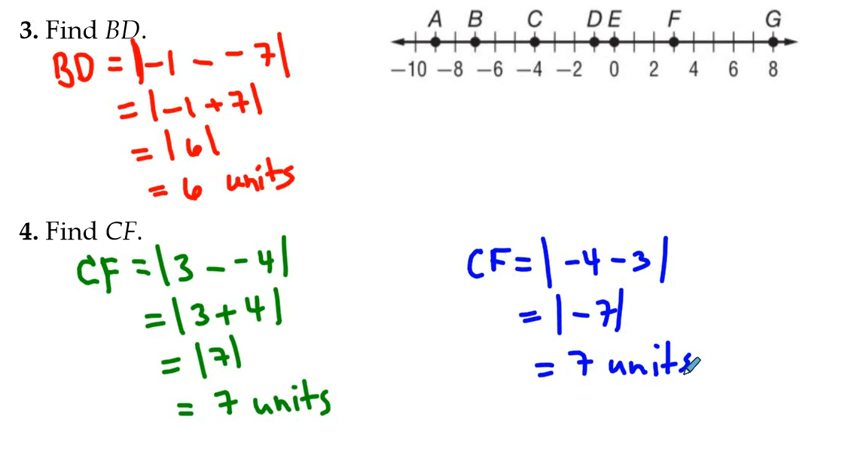 3. Find BD.
BD = |-1 - -7|
= |-1 + 7|
= |6|
= 6 units
A B C D E F G
−10 −8 −6 −4 −2 0 2 4 6 8
4. Find CF.
CF = |3 - -4|
= |3 + 4|
= |7|
= 7 units
CF = |-4 - 3|
= |-7|
= 7 units